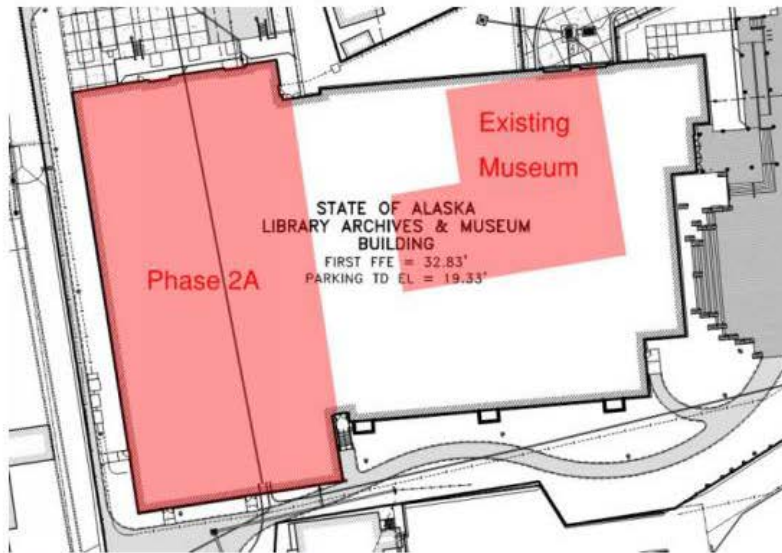 Existing
Museum
STATE OF ALASKA
LIBRARY ARCHIVES & MUSEUM
BUILDING
FIRST FFE = 32.83'
PARKING TD EL = 19.33'
Phase 2A